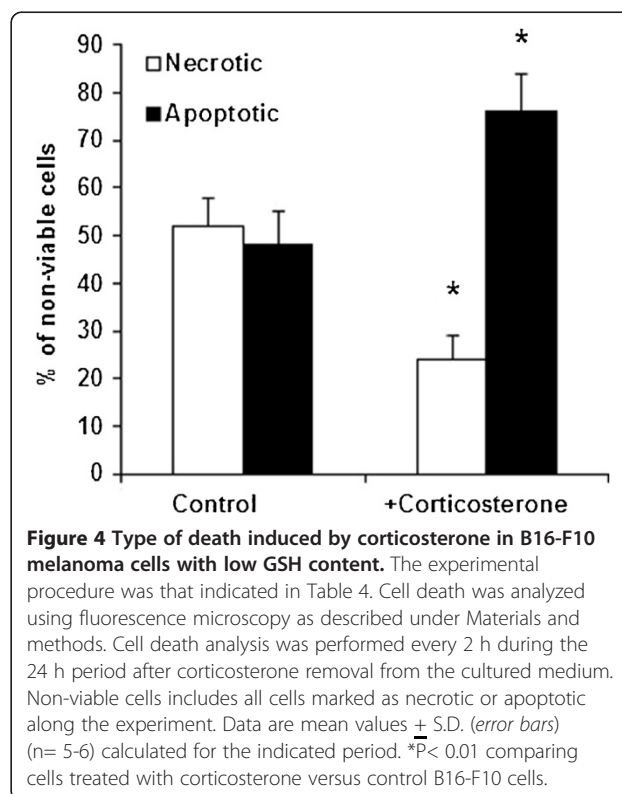 *
90
80
70
60
50
40
30
20
10
0
% of non-viable cells
Necrotic
Apoptotic
*
Control
+Corticosterone
Figure 4 Type of death induced by corticosterone in B16-F10
melanoma cells with low GSH content. The experimental
procedure was that indicated in Table 4. Cell death was analyzed
using fluorescence microscopy as described under Materials and
methods. Cell death analysis was performed every 2 h during the
24 h period after corticosterone removal from the cultured medium.
Non-viable cells includes all cells marked as necrotic or apoptotic
along the experiment. Data are mean values ± S.D. (error bars)
(n= 5-6) calculated for the indicated period. *P< 0.01 comparing
cells treated with corticosterone versus control B16-F10 cells.